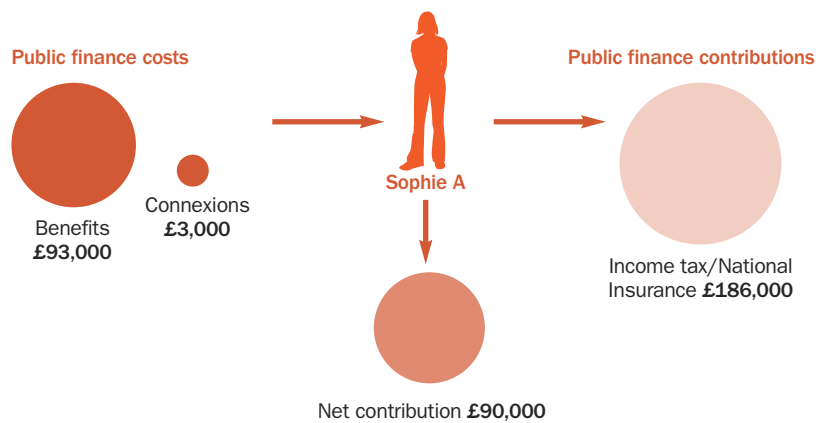 Public finance costs
Public finance contributions
Sophie A
Benefits
£93,000
Connexions
£3,000
Income tax/National
Insurance £186,000
Net contribution £90,000